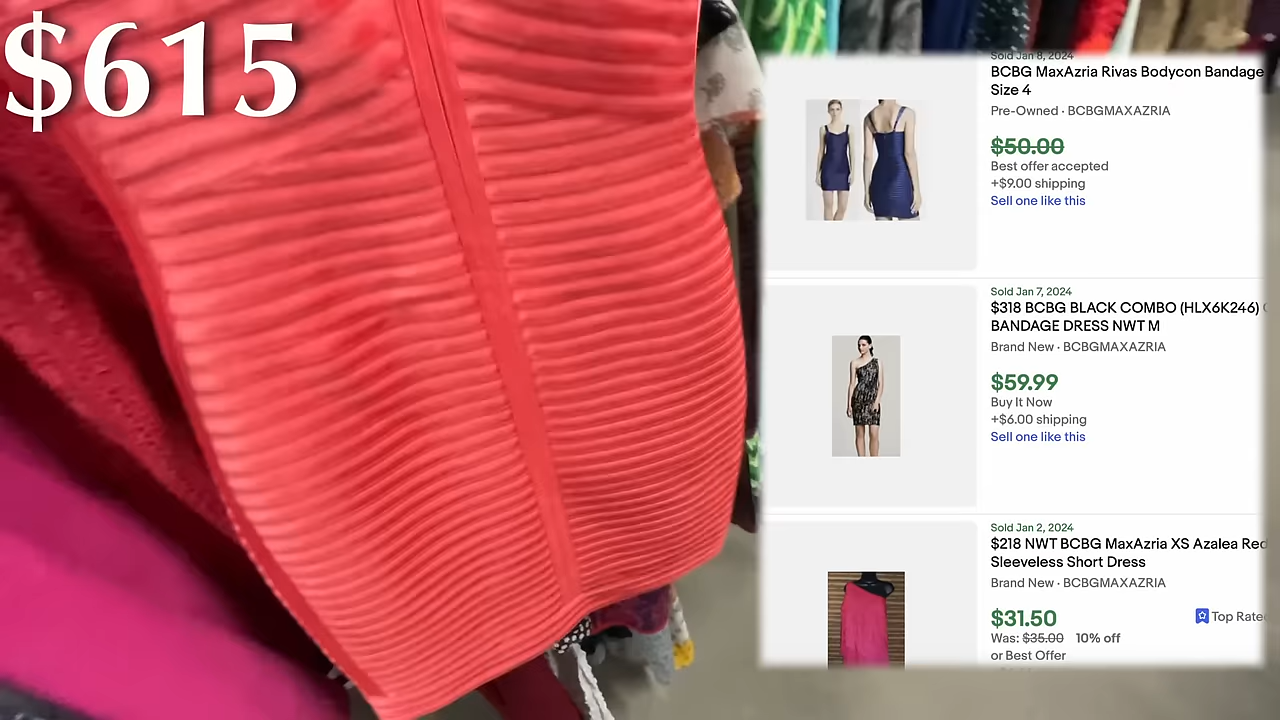 $615
Sold Jan 8, 2024
BCBG MaxAzria Rivas Bodycon Bandage
Size 4
Pre-Owned · BCBGMAXAZRIA
$50.00
Best offer accepted
+$9.00 shipping
Sell one like this
Sold Jan 7, 2024
$318 BCBG BLACK COMBO (HLX6K246)
BANDAGE DRESS NWT M
Brand New · BCBGMAXAZRIA
$59.99
Buy It Now
+$6.00 shipping
Sell one like this
Sold Jan 2, 2024
$218 NWT BCBG MaxAzria XS Azalea Red
Sleeveless Short Dress
Brand New · BCBGMAXAZRIA
$31.50
Top Rate
Was: $35.00 10% off
or Best Offer